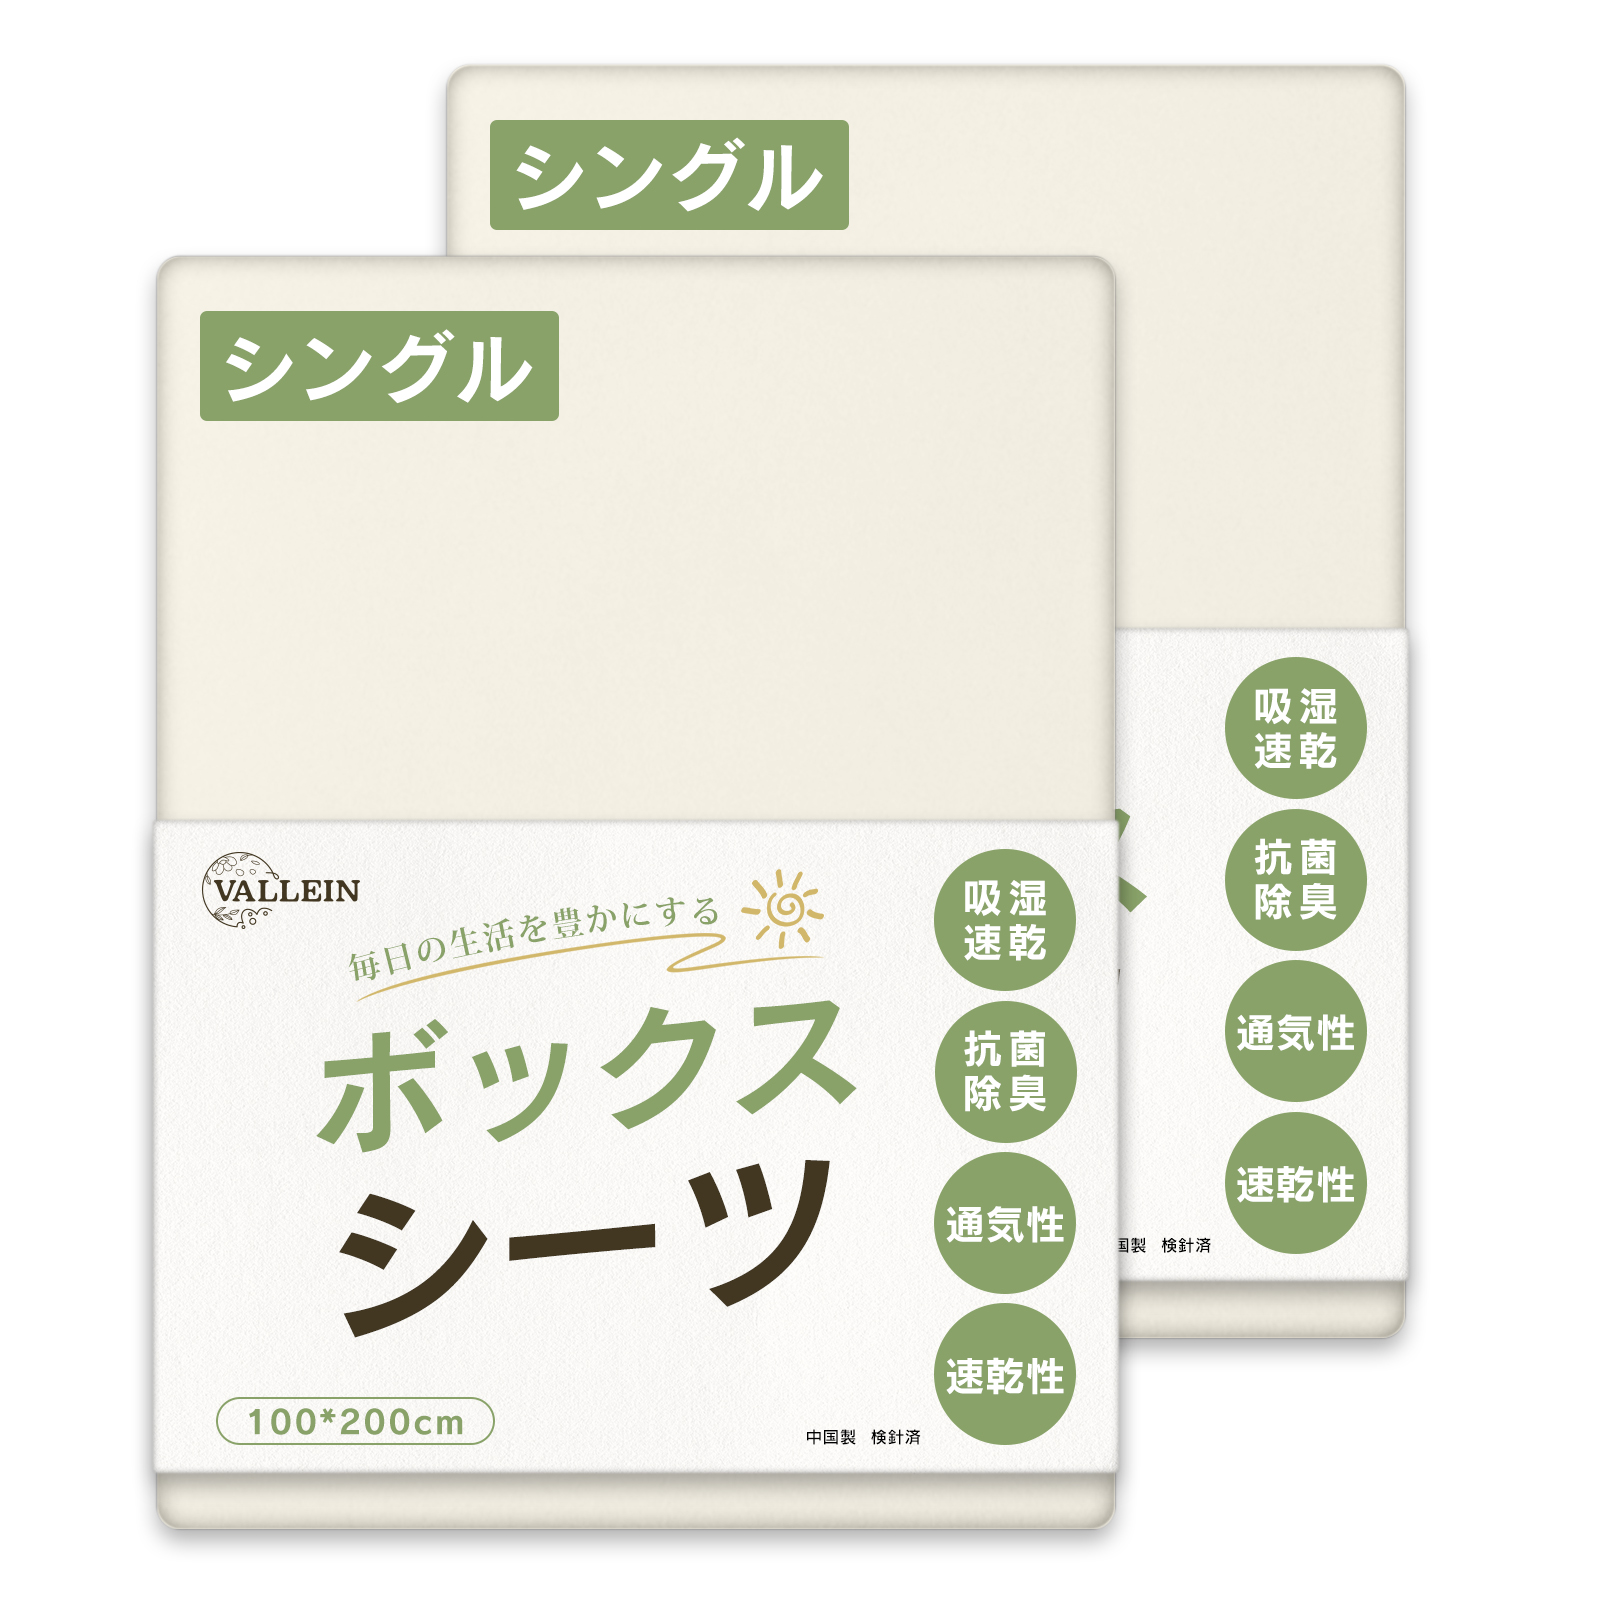 シングル
シングル
VALLEIN
毎日の生活を豊かにする
ボックス
シーツ
100*200cm
中国製 検針済
吸湿
速乾
抗菌
除臭
通気性
速乾性
吸湿
速乾
抗菌
除臭
通気性
速乾性
国製 検針済